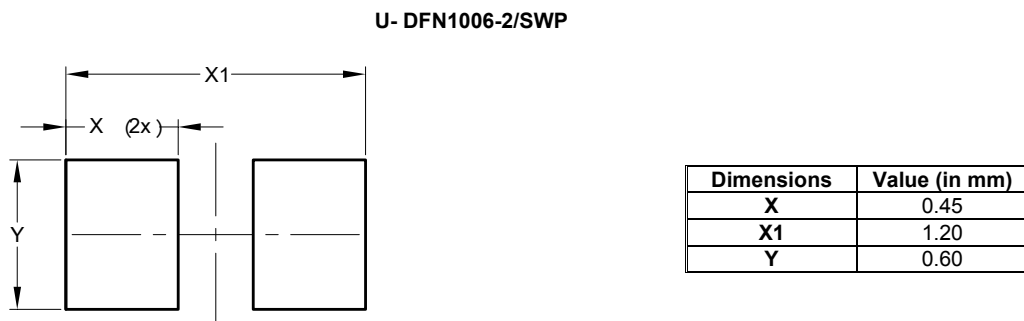 U- DFN1006-2/SWP
X1
X (2x)
Y
Dimensions Value (in mm)
X 0.45
X1 1.20
Y 0.60